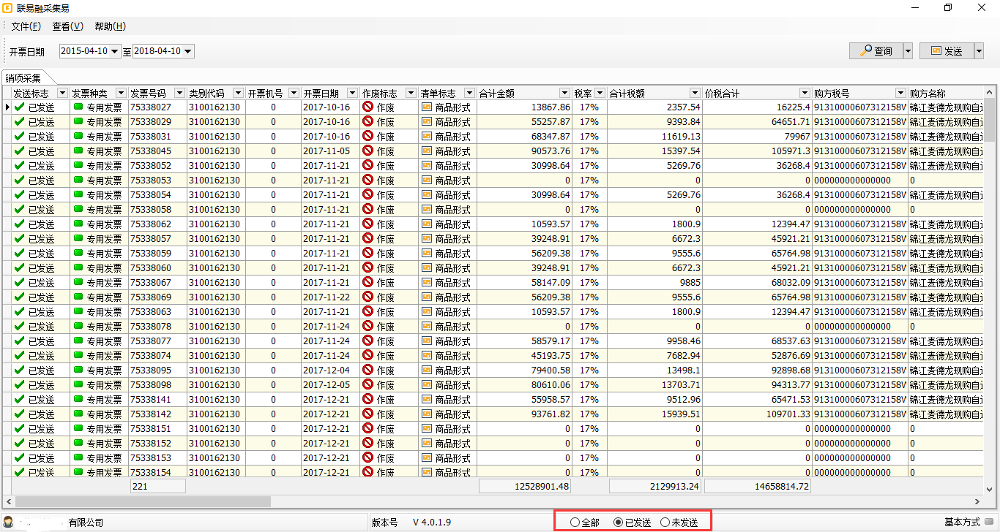 联易融采集易
文件(F) 查看(V) 帮助(H)
开票日期 2015-04-10 至 2018-04-10 查询 发送
销项采集
发送标志 发票种类 发票号码 类别代码 开票机号 开票日期 作废标志 清单标志 合计金额 税率 合计税额 价税合计 购方税号 购方名称
已发送 专用发票 75338027 3100162130 0 2017-10-16 作废 商品形式 13867.86 17% 2357.54 16225.4 91310000607312158V 锦江麦德龙现购自
已发送 专用发票 75338029 3100162130 0 2017-10-16 作废 商品形式 55257.87 17% 9393.84 64651.71 91310000607312158V 锦江麦德龙现购自
已发送 专用发票 75338031 3100162130 0 2017-10-16 作废 商品形式 68347.87 17% 11619.13 79967 91310000607312158V 锦江麦德龙现购自
已发送 专用发票 75338045 3100162130 0 2017-11-05 作废 商品形式 90573.76 17% 15397.54 105971.3 91310000607312158V 锦江麦德龙现购自
已发送 专用发票 75338052 3100162130 0 2017-11-21 作废 商品形式 30998.64 17% 5269.76 36268.4 91310000607312158V 锦江麦德龙现购自
已发送 专用发票 75338053 3100162130 0 2017-11-21 作废 商品形式 0 17% 0 0 000000000000000 0
已发送 专用发票 75338054 3100162130 0 2017-11-21 作废 商品形式 30998.64 17% 5269.76 36268.4 91310000607312158V 锦江麦德龙现购自
已发送 专用发票 75338058 3100162130 0 2017-11-21 作废 商品形式 0 17% 0 0 000000000000000 0
已发送 专用发票 75338062 3100162130 0 2017-11-21 作废 商品形式 10593.57 17% 1800.9 12394.47 91310000607312158V 锦江麦德龙现购自
已发送 专用发票 75338057 3100162130 0 2017-11-21 作废 商品形式 39248.91 17% 6672.3 45921.21 91310000607312158V 锦江麦德龙现购自
已发送 专用发票 75338059 3100162130 0 2017-11-21 作废 商品形式 56209.38 17% 9555.6 65764.98 91310000607312158V 锦江麦德龙现购自
已发送 专用发票 75338060 3100162130 0 2017-11-21 作废 商品形式 39248.91 17% 6672.3 45921.21 91310000607312158V 锦江麦德龙现购自
已发送 专用发票 75338067 3100162130 0 2017-11-21 作废 商品形式 58147.09 17% 9885 68032.09 91310000607312158V 锦江麦德龙现购自
已发送 专用发票 75338069 3100162130 0 2017-11-22 作废 商品形式 56209.38 17% 9555.6 65764.98 91310000607312158V 锦江麦德龙现购自
已发送 专用发票 75338063 3100162130 0 2017-11-21 作废 商品形式 10593.57 17% 1800.9 12394.47 91310000607312158V 锦江麦德龙现购自
已发送 专用发票 75338078 3100162130 0 2017-11-24 作废 商品形式 0 17% 0 0 000000000000000 0
已发送 专用发票 75338077 3100162130 0 2017-11-24 作废 商品形式 58579.17 17% 9958.46 68537.63 91310000607312158V 锦江麦德龙现购自
已发送 专用发票 75338074 3100162130 0 2017-11-24 作废 商品形式 45193.75 17% 7682.94 52876.69 91310000607312158V 锦江麦德龙现购自
已发送 专用发票 75338095 3100162130 0 2017-12-04 作废 商品形式 79400.58 17% 13498.1 92898.68 91310000607312158V 锦江麦德龙现购自
已发送 专用发票 75338098 3100162130 0 2017-12-05 作废 商品形式 80610.06 17% 13703.71 94313.77 91310000607312158V 锦江麦德龙现购自
已发送 专用发票 75338141 3100162130 0 2017-12-21 作废 商品形式 55958.57 17% 9512.96 65471.53 91310000607312158V 锦江麦德龙现购自
已发送 专用发票 75338142 3100162130 0 2017-12-21 作废 商品形式 93761.82 17% 15939.51 109701.33 91310000607312158V 锦江麦德龙现购自
已发送 专用发票 75338151 3100162130 0 2017-12-21 作废 商品形式 0 17% 0 0 000000000000000 0
已发送 专用发票 75338152 3100162130 0 2017-12-21 作废 商品形式 0 17% 0 0 000000000000000 0
已发送 专用发票 75338153 3100162130 0 2017-12-21 作废 商品形式 0 17% 0 0 000000000000000 0
已发送 专用发票 75338154 3100162130 0 2017-12-21 作废 商品形式 0 17% 0 0 000000000000000 0
221 12528901.48 2129913.24 14658814.72
有限公司 版本号 V 4.0.1.9 全部 已发送 未发送 基本方式